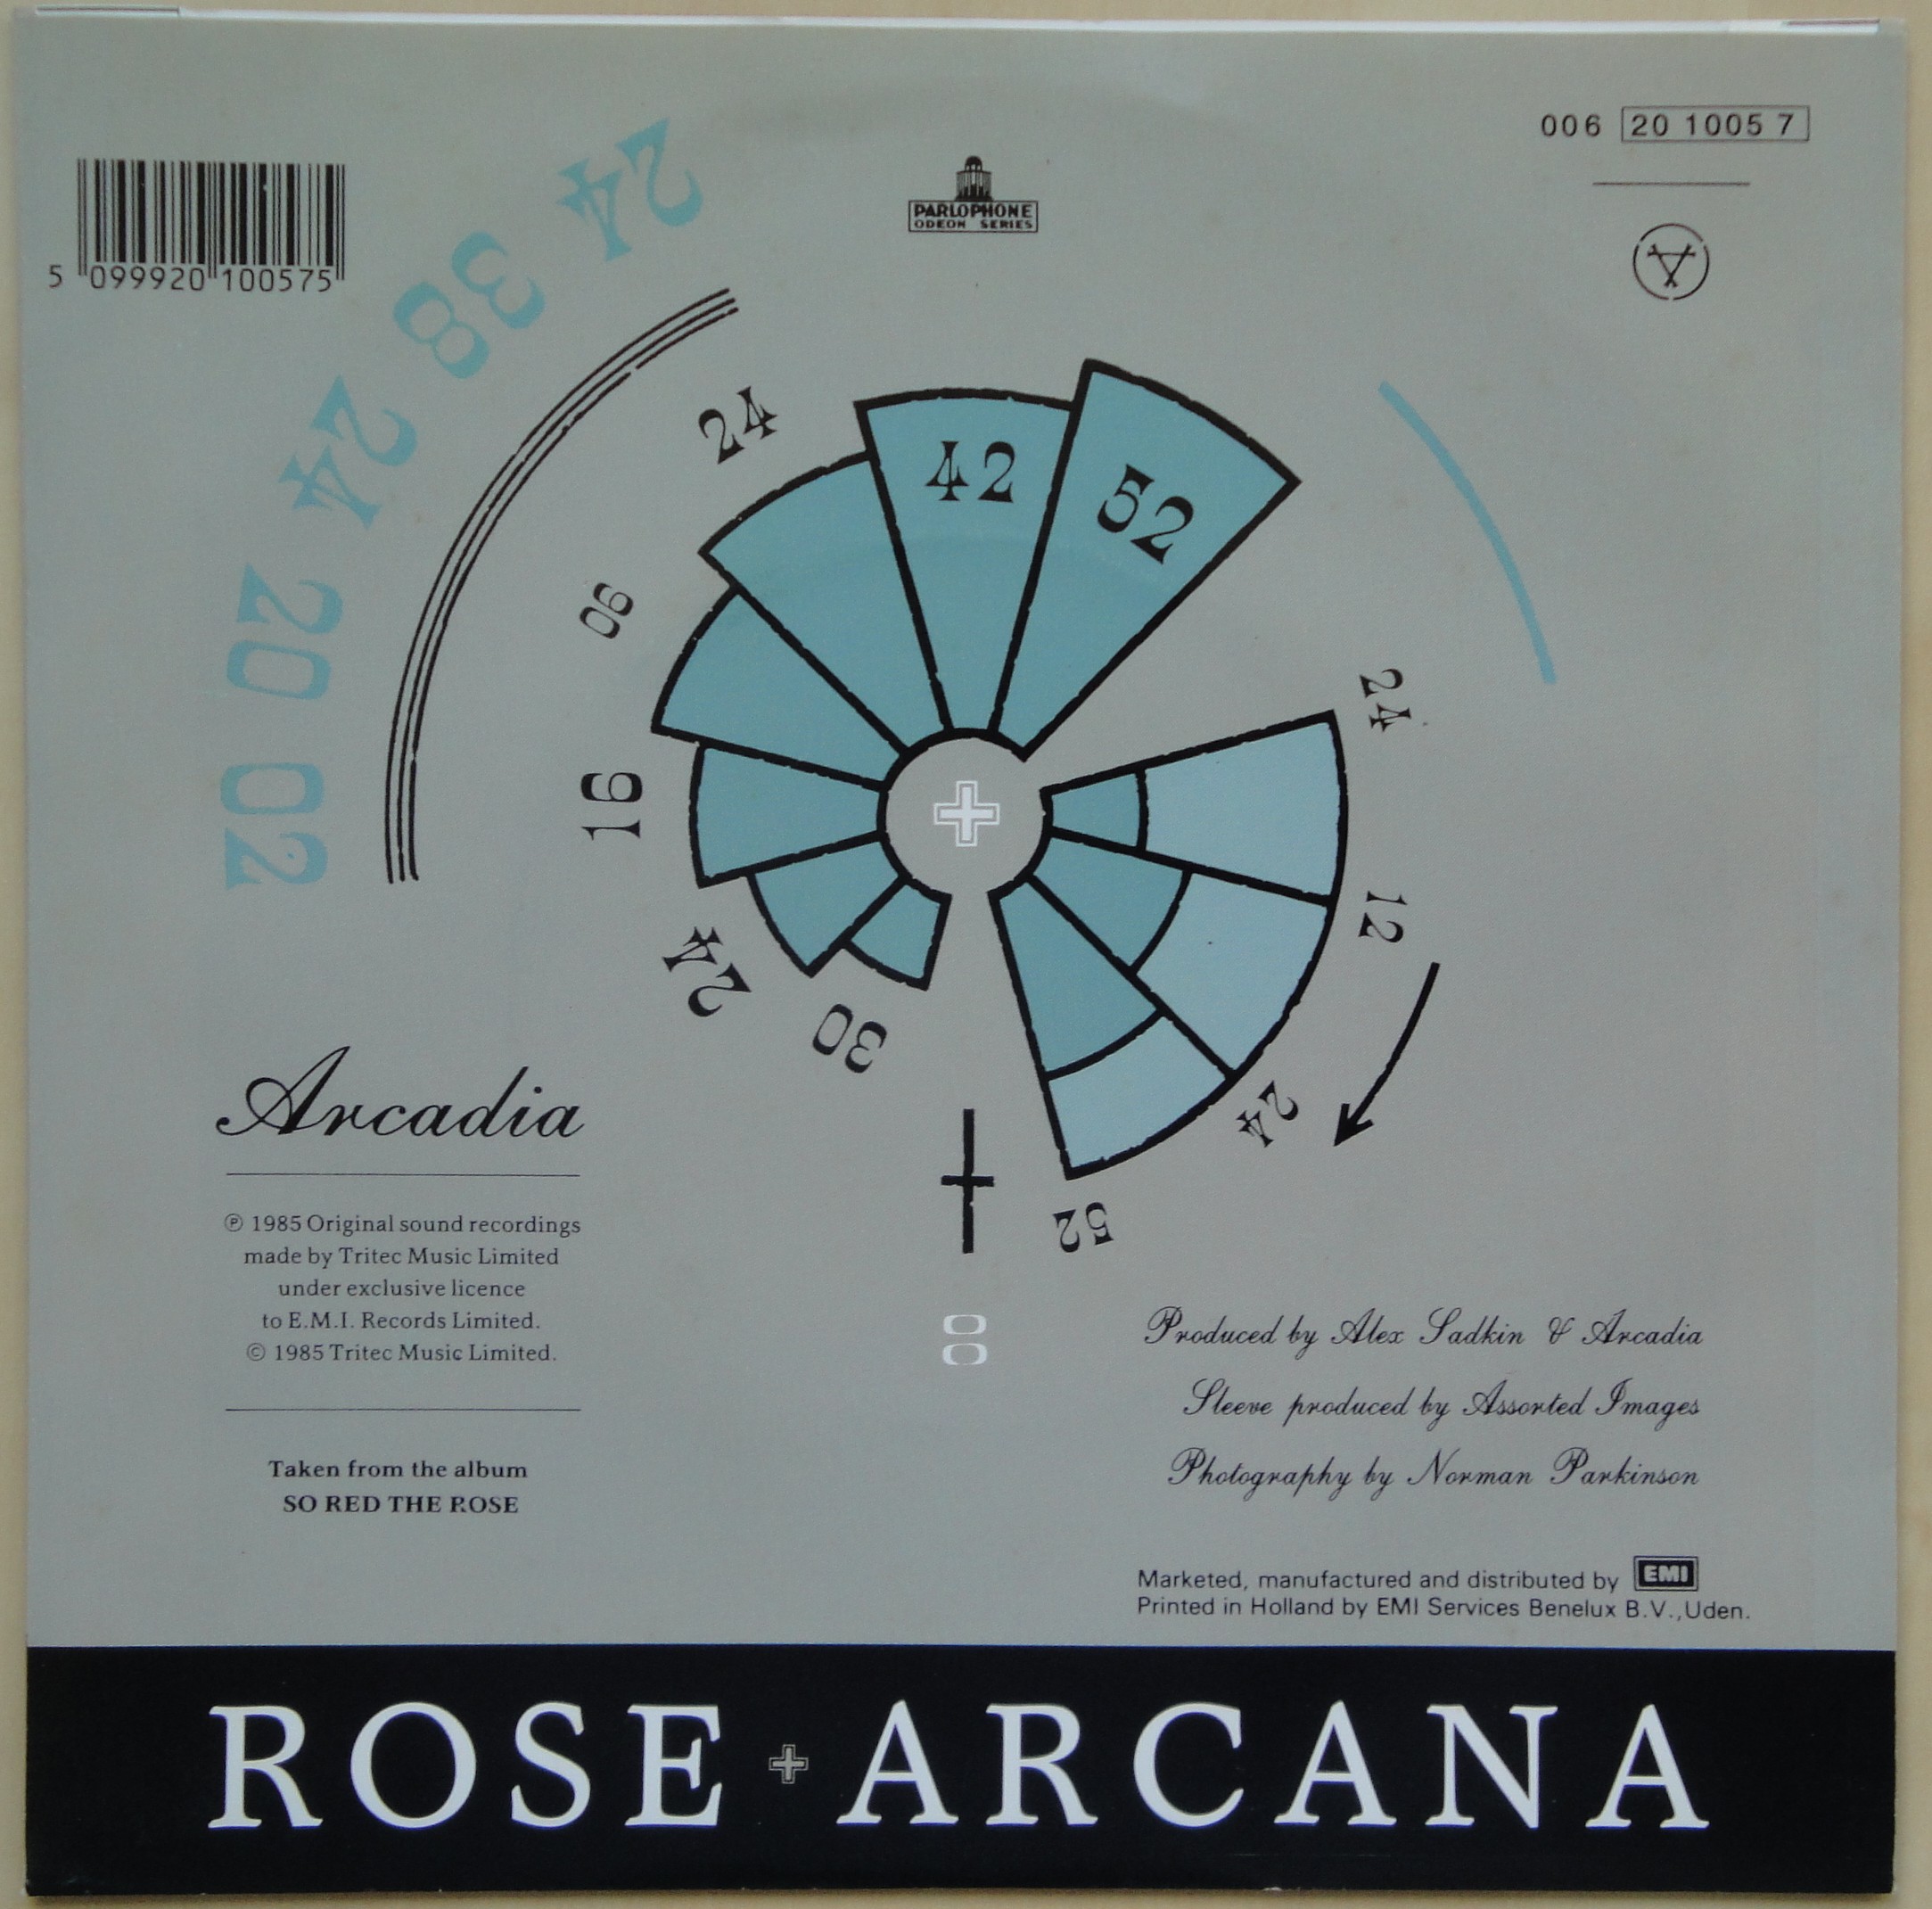 006 20 1005 7
5 099920 100575
PARLOPHONE
ODEON SERIES
24
38
24
20
02
24
42
52
06
16
24
30
24
12
24
52
00
Arcadia
℗ 1985 Original sound recordings
made by Tritec Music Limited
under exclusive licence
to E.M.I. Records Limited.
© 1985 Tritec Music Limited.
Taken from the album
SO RED THE ROSE
Produced by Alex Sadkin & Arcadia
Sleeve produced by Assorted Images
Photography by Norman Parkinson
Marketed, manufactured and distributed by EMI
Printed in Holland by EMI Services Benelux B.V., Uden.
ROSE + ARCANA